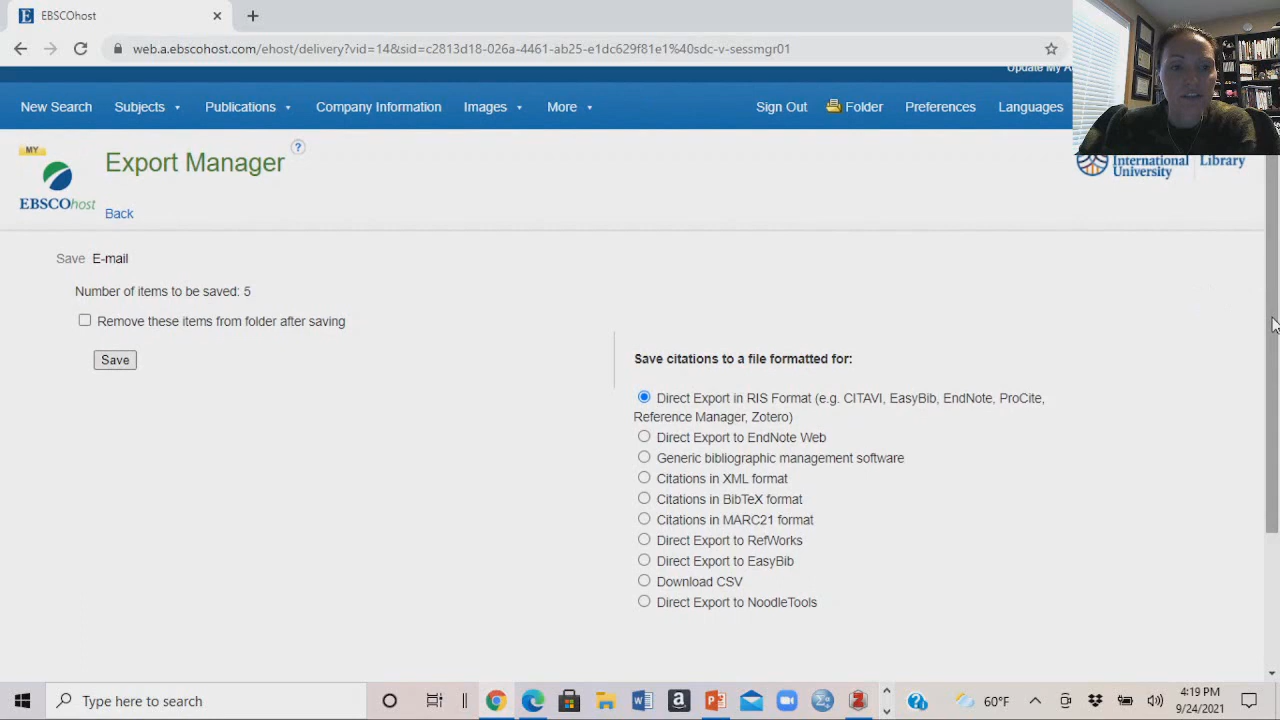 EBSCOhost
web.a.ebscohost.com/ehost/delivery?vid=14&sid=c2813d18-026a-4461-ab25-e1dc629f81e1%40sdc-v-sessmgr01
New Search Subjects Publications Company Information Images More Sign Out Folder Preferences Languages
MY
EBSCOhost
Export Manager ?
Back
International
University Library
Save E-mail
Number of items to be saved: 5
Remove these items from folder after saving
Save
Save citations to a file formatted for:
Direct Export in RIS Format (e.g. CITAVI, EasyBib, EndNote, ProCite,
Reference Manager, Zotero)
Direct Export to EndNote Web
Generic bibliographic management software
Citations in XML format
Citations in BibTeX format
Citations in MARC21 format
Direct Export to RefWorks
Direct Export to EasyBib
Download CSV
Direct Export to NoodleTools
Type here to search
60°F
4:19 PM
9/24/2021